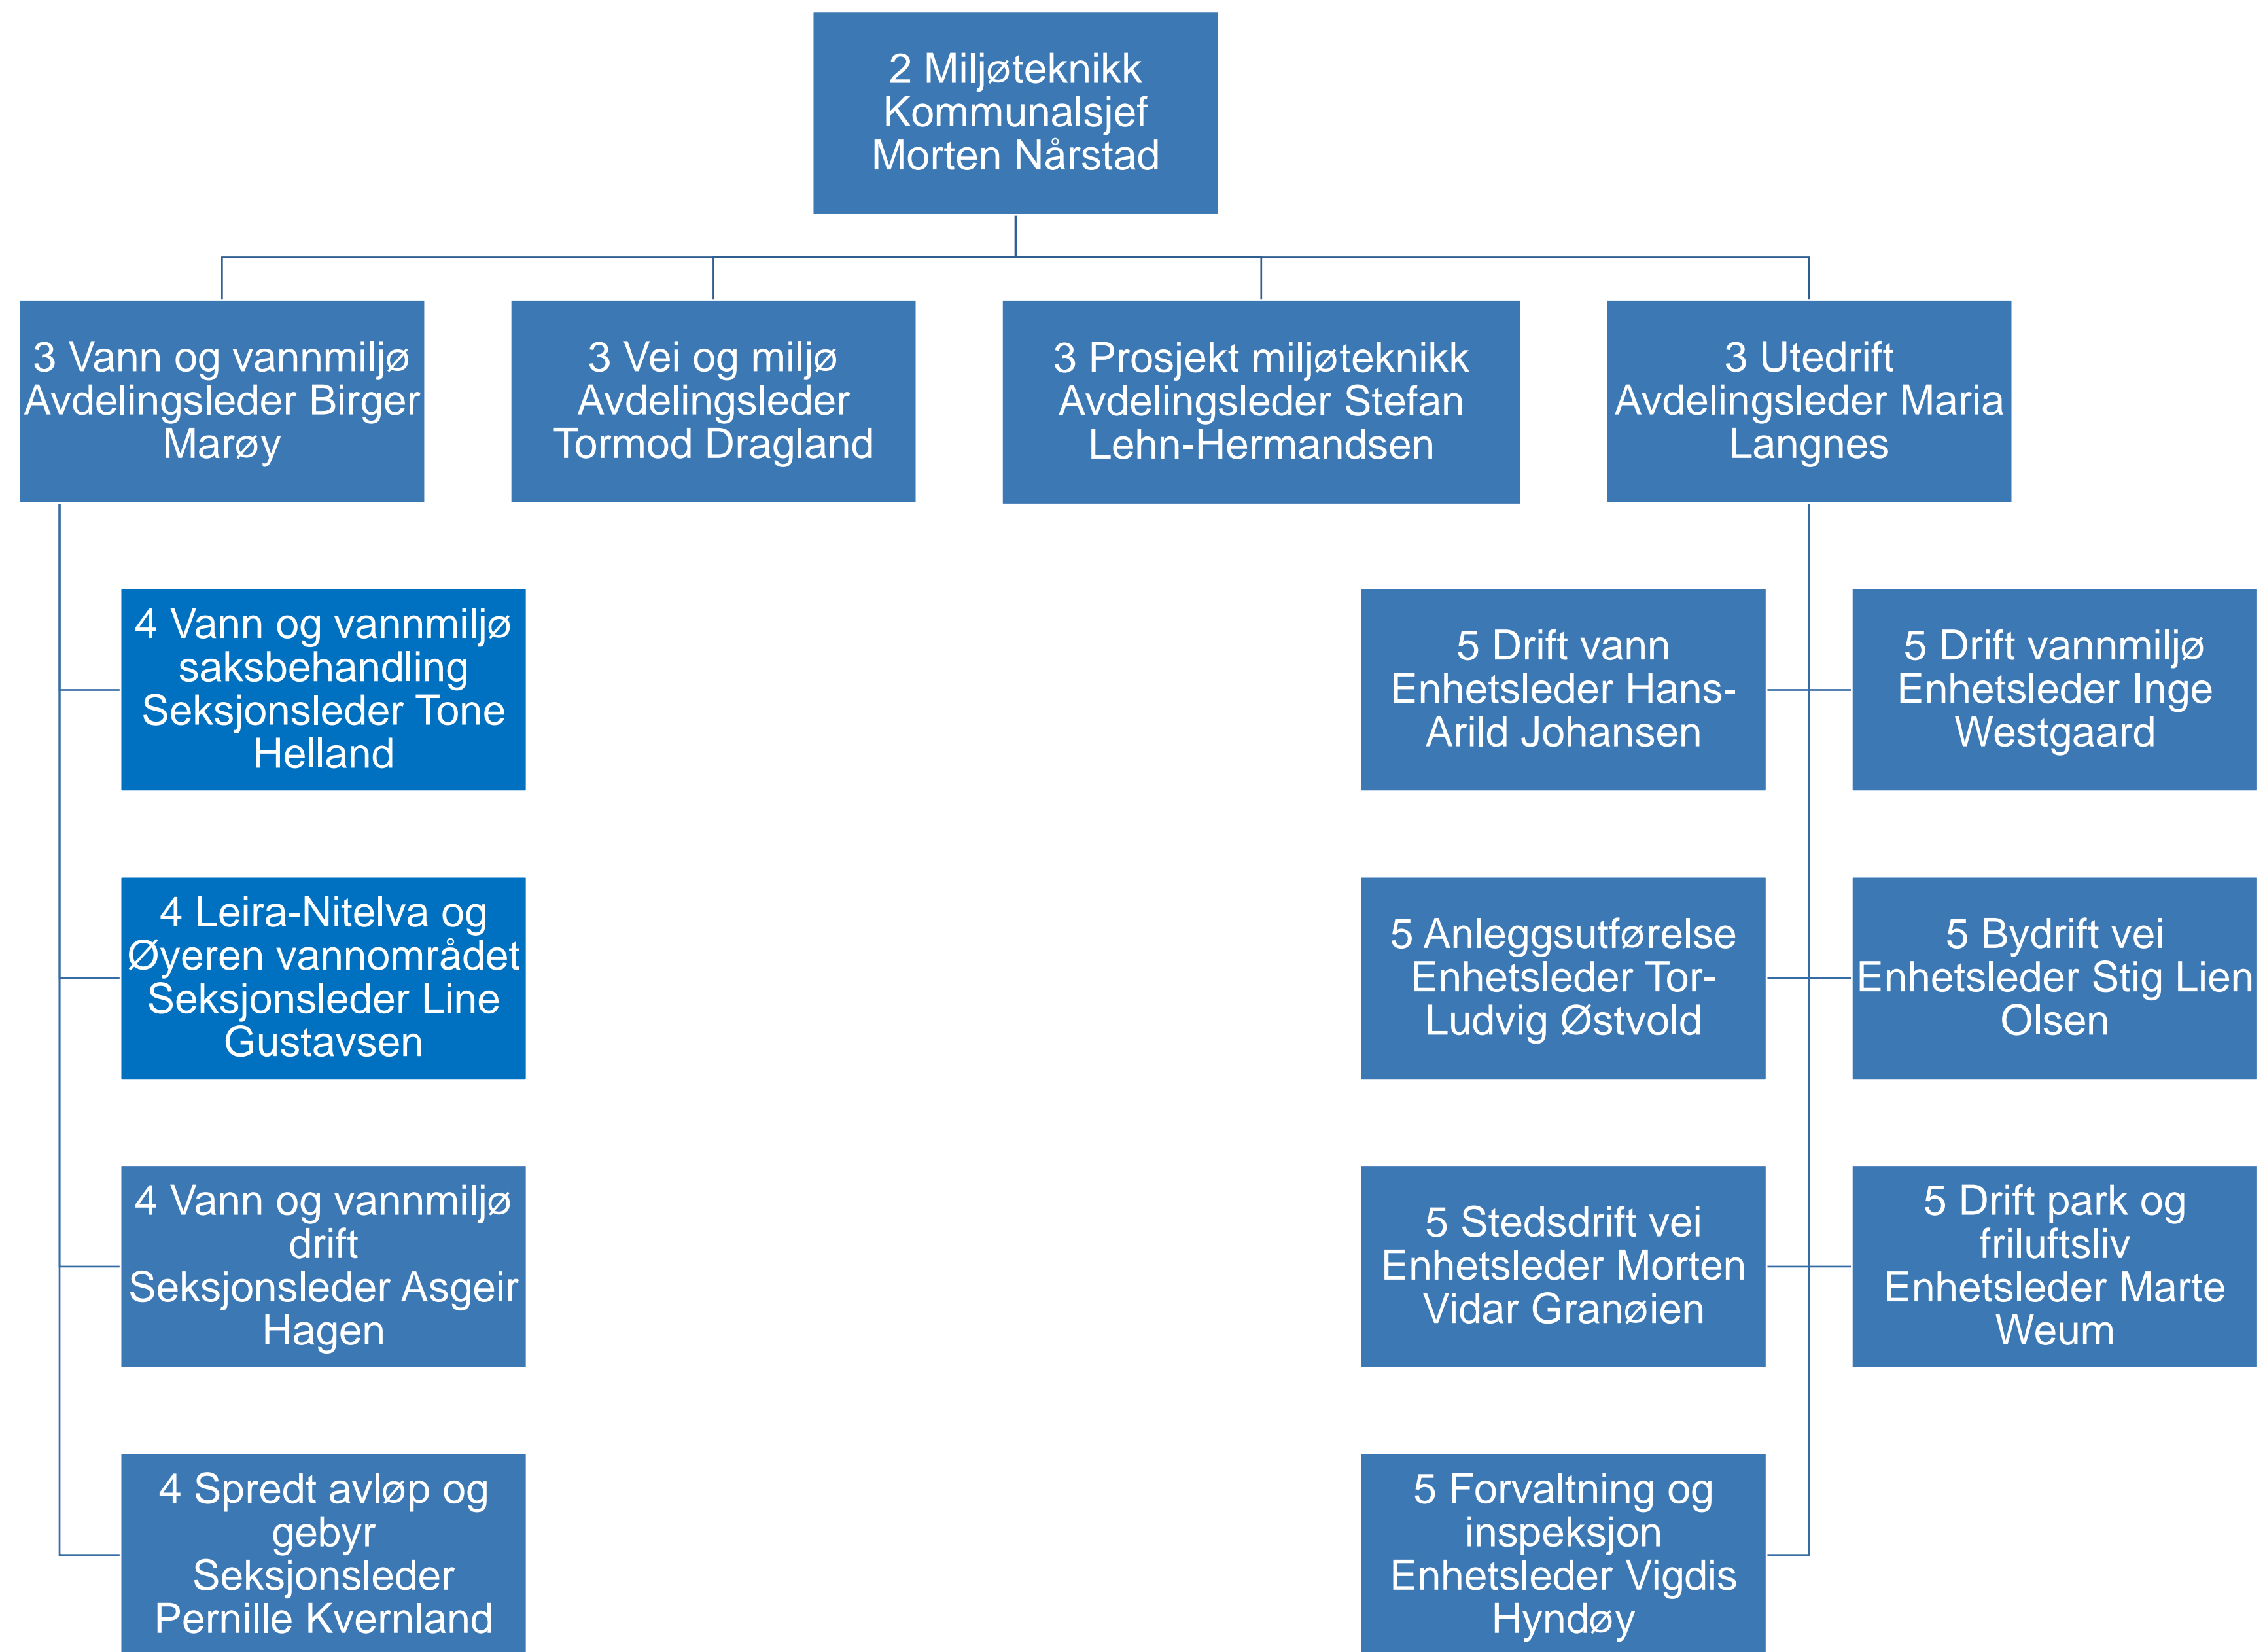 2 Miljøteknikk
Kommunalsjef
Morten Nårstad
3 Vann og vannmiljø
Avdelingsleder Birger
Marøy
3 Vei og miljø
Avdelingsleder
Tormod Dragland
3 Prosjekt miljøteknikk
Avdelingsleder Stefan
Lehn-Hermandsen
3 Utedrift
Avdelingsleder Maria
Langnes
4 Vann og vannmiljø
saksbehandling
Seksjonsleder Tone
Helland
4 Leira-Nitelva og
Øyeren vannområdet
Seksjonsleder Line
Gustavsen
4 Vann og vannmiljø
drift
Seksjonsleder Asgeir
Hagen
4 Spredt avløp og
gebyr
Seksjonsleder
Pernille Kvernland
5 Drift vann
Enhetsleder Hans-
Arild Johansen
5 Drift vannmiljø
Enhetsleder Inge
Westgaard
5 Anleggsutførelse
Enhetsleder Tor-
Ludvig Østvold
5 Bydrift vei
Enhetsleder Stig Lien
Olsen
5 Stedsdrift vei
Enhetsleder Morten
Vidar Granøien
5 Drift park og
friluftsliv
Enhetsleder Marte
Weum
5 Forvaltning og
inspeksjon
Enhetsleder Vigdis
Hyndøy